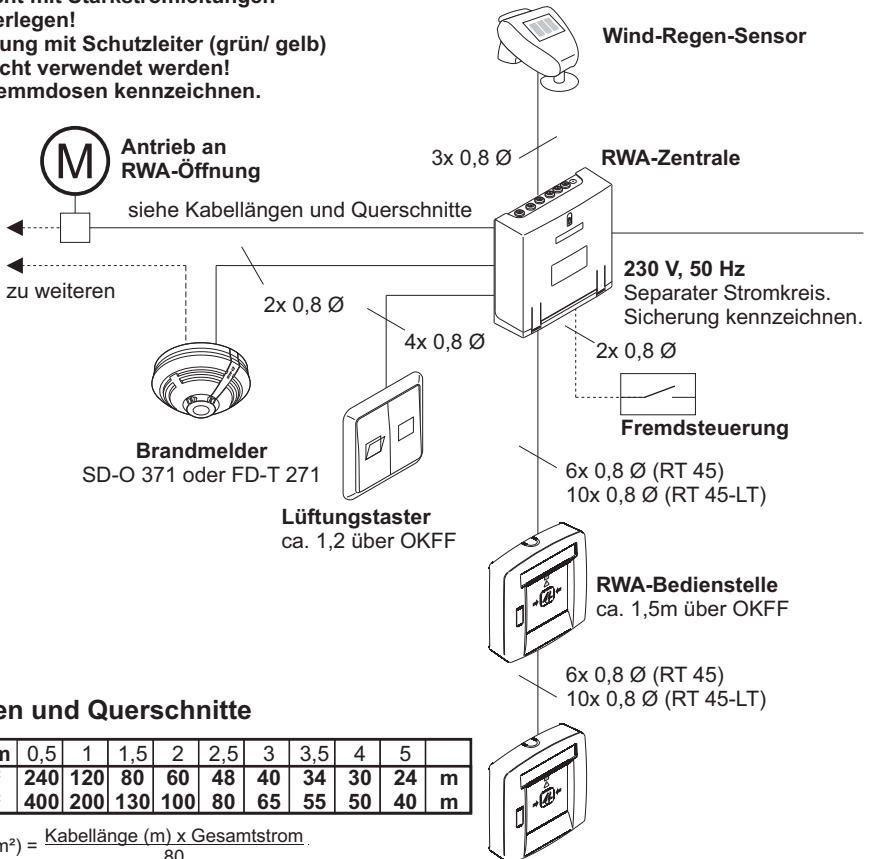 cht mit Starkstromleitungen
erlegen!
ung mit Schutzleiter (grün/ gelb)
cht verwendet werden!
emmdosen kennzeichnen.
Wind-Regen-Sensor
M
Antrieb an
RWA-Öffnung
3x 0,8 Ø
RWA-Zentrale
siehe Kabellängen und Querschnitte
zu weiteren
2x 0,8 Ø
4x 0,8 Ø
230 V, 50 Hz
Separater Stromkreis.
Sicherung kennzeichnen.
2x 0,8 Ø
Fremdsteuerung
Brandmelder
SD-O 371 oder FD-T 271
Lüftungstaster
ca. 1,2 über OKFF
6x 0,8 Ø (RT 45)
10x 0,8 Ø (RT 45-LT)
RWA-Bedienstelle
ca. 1,5m über OKFF
6x 0,8 Ø (RT 45)
10x 0,8 Ø (RT 45-LT)
en und Querschnitte
m 0,5 1 1,5 2 2,5 3 3,5 4 5
240 120 80 60 48 40 34 30 24 m
400 200 130 100 80 65 55 50 40 m
m²) = Kabellänge (m) x Gesamtstrom
80